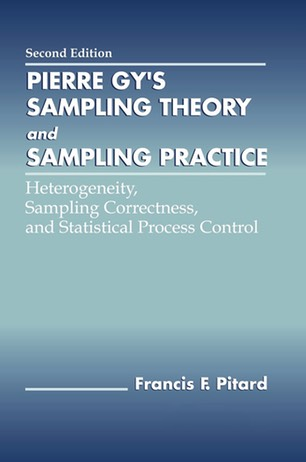 Second Edition
PIERRE GY'S
SAMPLING THEORY
and
SAMPLING PRACTICE
Heterogeneity,
Sampling Correctness,
and Statistical Process Control
Francis F. Pitard